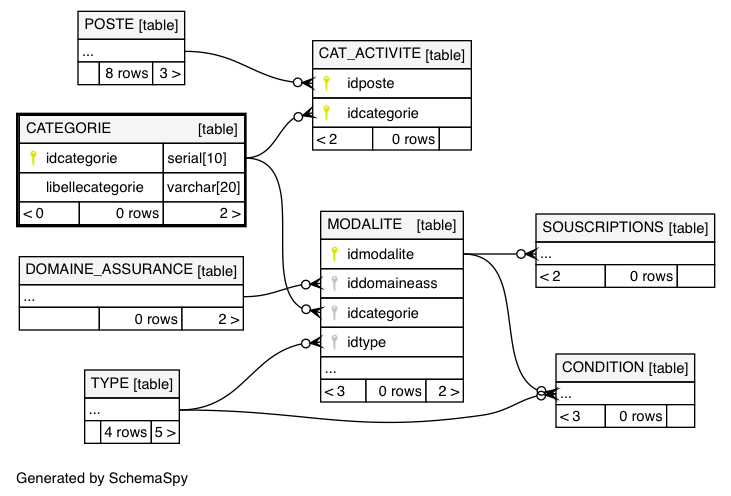 POSTE [table]
...
8 rows 3 >
CAT_ACTIVITE [table]
idposte
idcategorie
< 2 0 rows
CATEGORIE [table]
idcategorie serial[10]
libellecategorie varchar[20]
< 0 0 rows 2 >
MODALITE [table]
idmodalite
iddomaineass
idcategorie
idtype
...
< 3 0 rows 2 >
SOUSCRIPTIONS [table]
...
< 2 0 rows
DOMAINE_ASSURANCE [table]
...
0 rows 2 >
TYPE [table]
...
4 rows 5 >
CONDITION [table]
...
< 3 0 rows
Generated by SchemaSpy